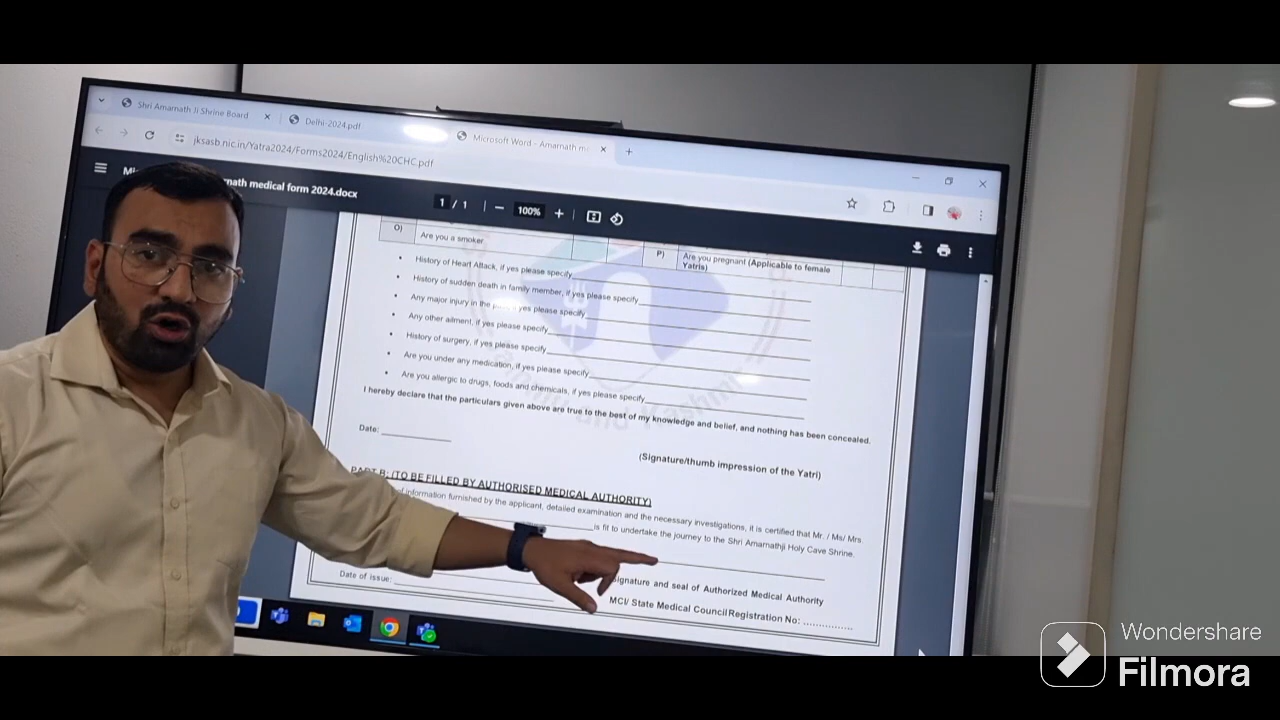 Shri Amarnath Ji Shrine Board
Delhi-2024.pdf
Microsoft Word - Amarnath me
jksasb.nic.in/Yatra2024/Forms2024/English%20CHC.pdf
nath medical form 2024.docx
1 / 1
100%
O)
Are you a smoker
P)
Are you pregnant (Applicable to female
Yatris)
History of Heart Attack, if yes please specify
History of sudden death in family member, if yes please specify
Any major injury in the yes please specify
Any other ailment, if yes please specify
History of surgery, if yes please specify
Are you under any medication, if yes please specify
Are you allergic to drugs, foods and chemicals, if yes please specify
I hereby declare that the particulars given above are true to the best of my knowledge and belief, and nothing has been concealed.
Date:
(Signature/thumb impression of the Yatri)
PART B: (TO BE FILLED BY AUTHORISED MEDICAL AUTHORITY)
of information furnished by the applicant, detailed examination and the necessary investigations, it is certified that Mr. / Ms/ Mrs.
is fit to undertake the journey to the Shri Amarnathji Holy Cave Shrine.
Signature and seal of Authorized Medical Authority
Date of issue:
MCI/ State Medical Council Registration No: ...............
and Kashm
Wondershare
Filmora